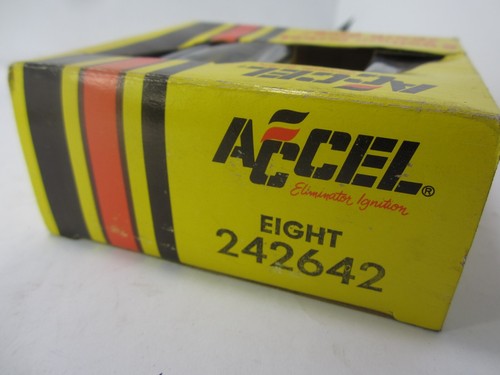 ACCEL
ACCEL®
Eliminator Ignition
EIGHT
242642